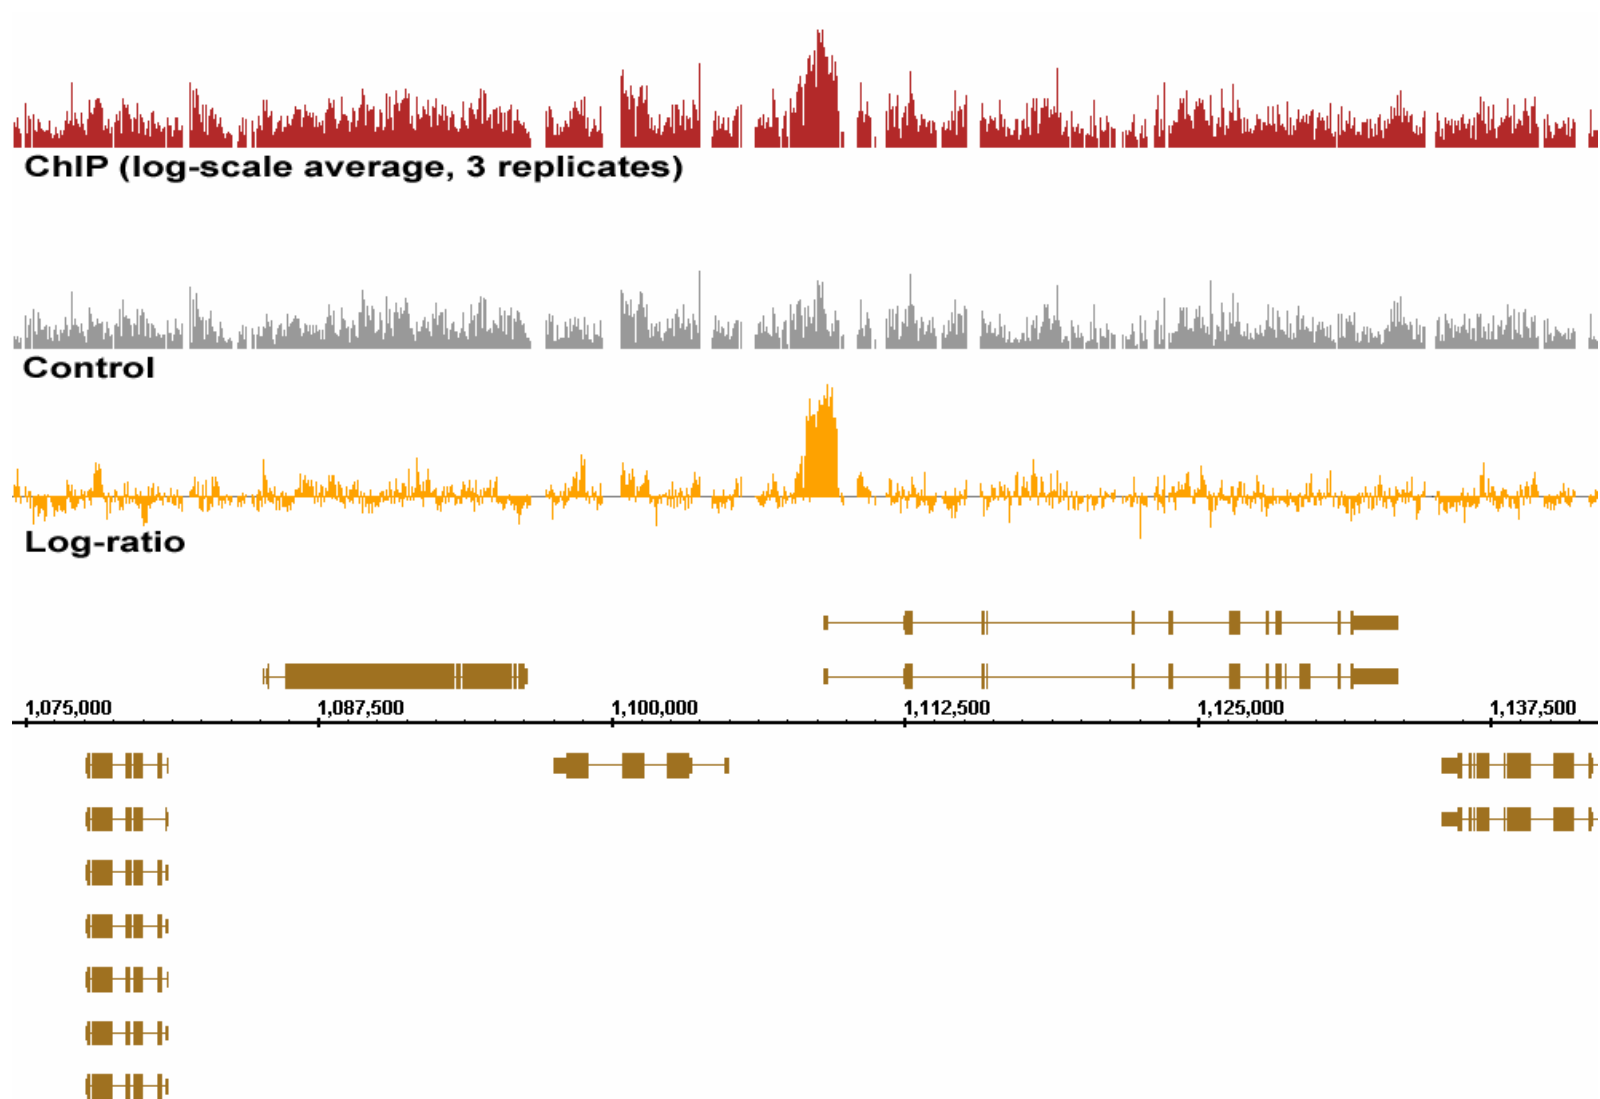 ChIP (log-scale average, 3 replicates)
Control
Log-ratio
1,075,000 1,087,500 1,100,000 1,112,500 1,125,000 1,137,500